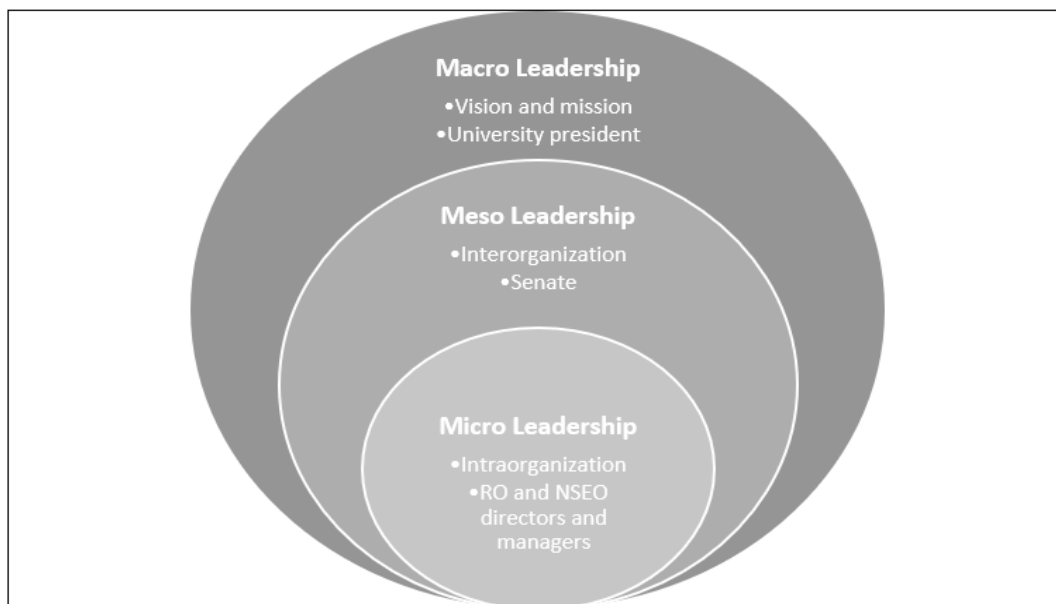 Macro Leadership
•Vision and mission
•University president
Meso Leadership
•Interorganization
•Senate
Micro Leadership
•Intraorganization
•RO and NSEO
directors and
managers